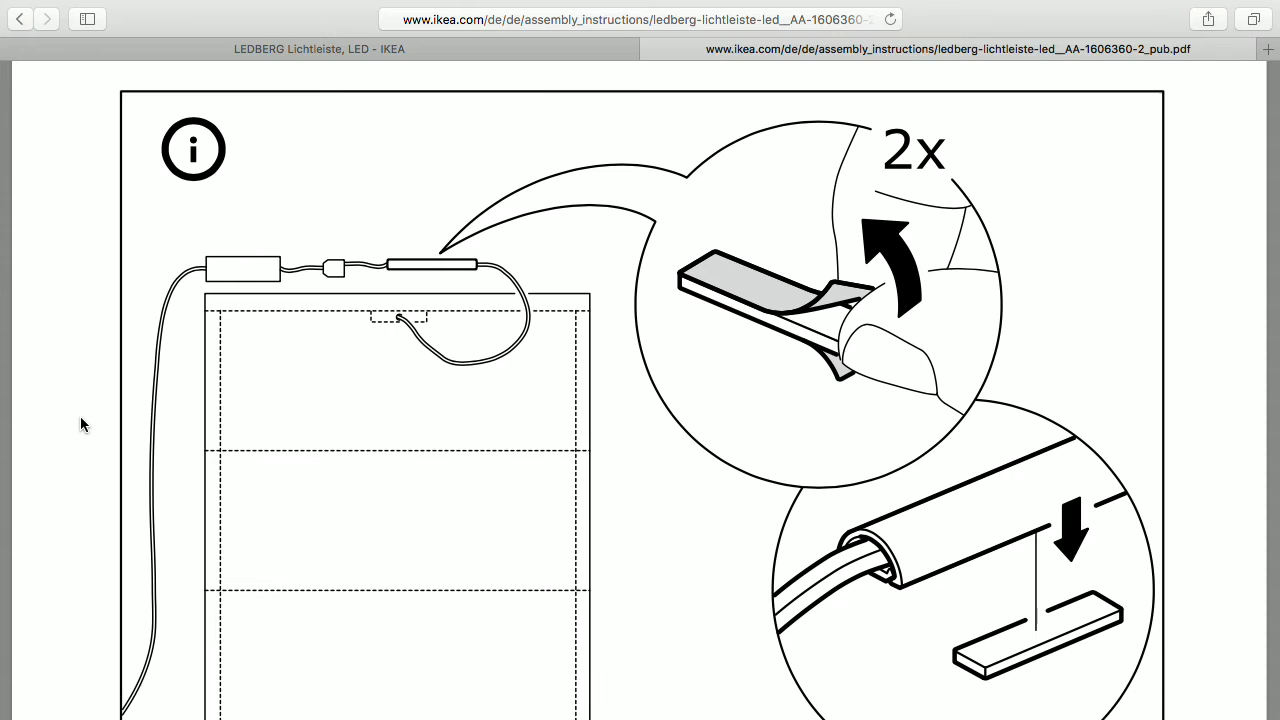 www.ikea.com/de/de/assembly_instructions/ledberg-lichtleiste-led__AA-1606360-2
LEDBERG Lichtleiste, LED - IKEA
www.ikea.com/de/de/assembly_instructions/ledberg-lichtleiste-led__AA-1606360-2_pub.pdf
i
2x